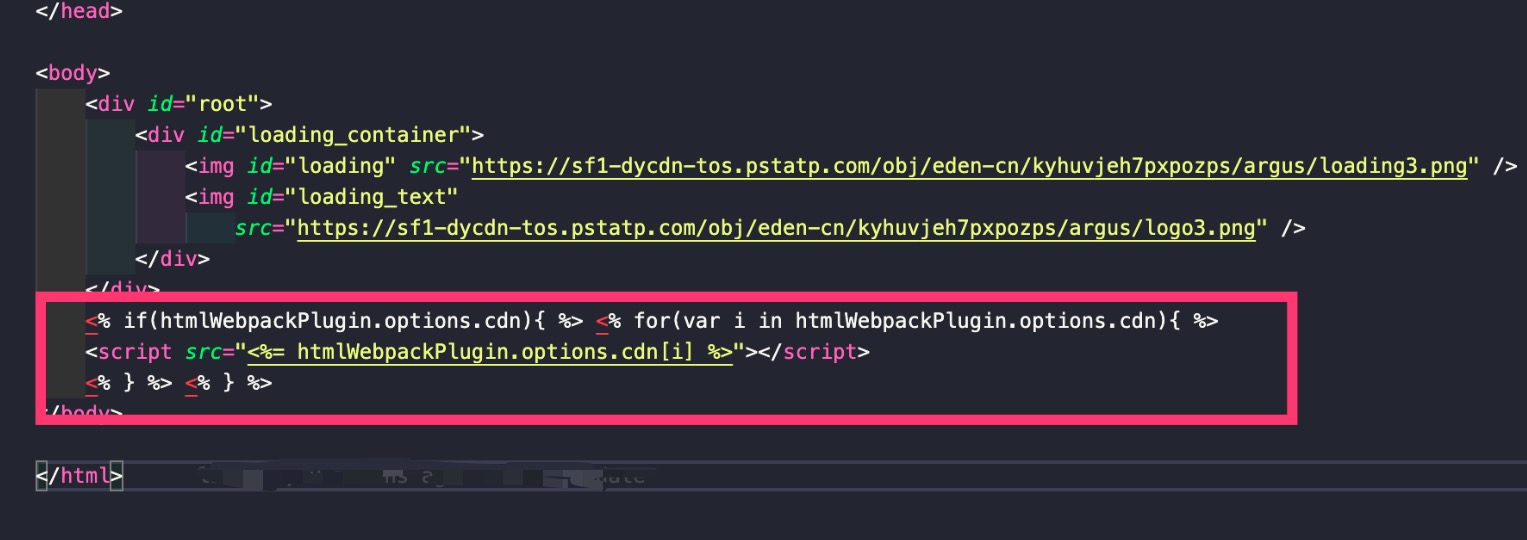 </head>
<body>
<div id="root">
<div id="loading_container">
<img id="loading" src="https://sf1-dycdn-tos.pstatp.com/obj/eden-cn/kyhuvjeh7pxpozps/argus/loading3.png" />
<img id="loading_text"
src="https://sf1-dycdn-tos.pstatp.com/obj/eden-cn/kyhuvjeh7pxpozps/argus/logo3.png" />
</div>
</div>
<% if(htmlWebpackPlugin.options.cdn){ %> <% for(var i in htmlWebpackPlugin.options.cdn){ %>
<script src="<%= htmlWebpackPlugin.options.cdn[i] %>"></script>
<% } %> <% } %>
</body>
</html>